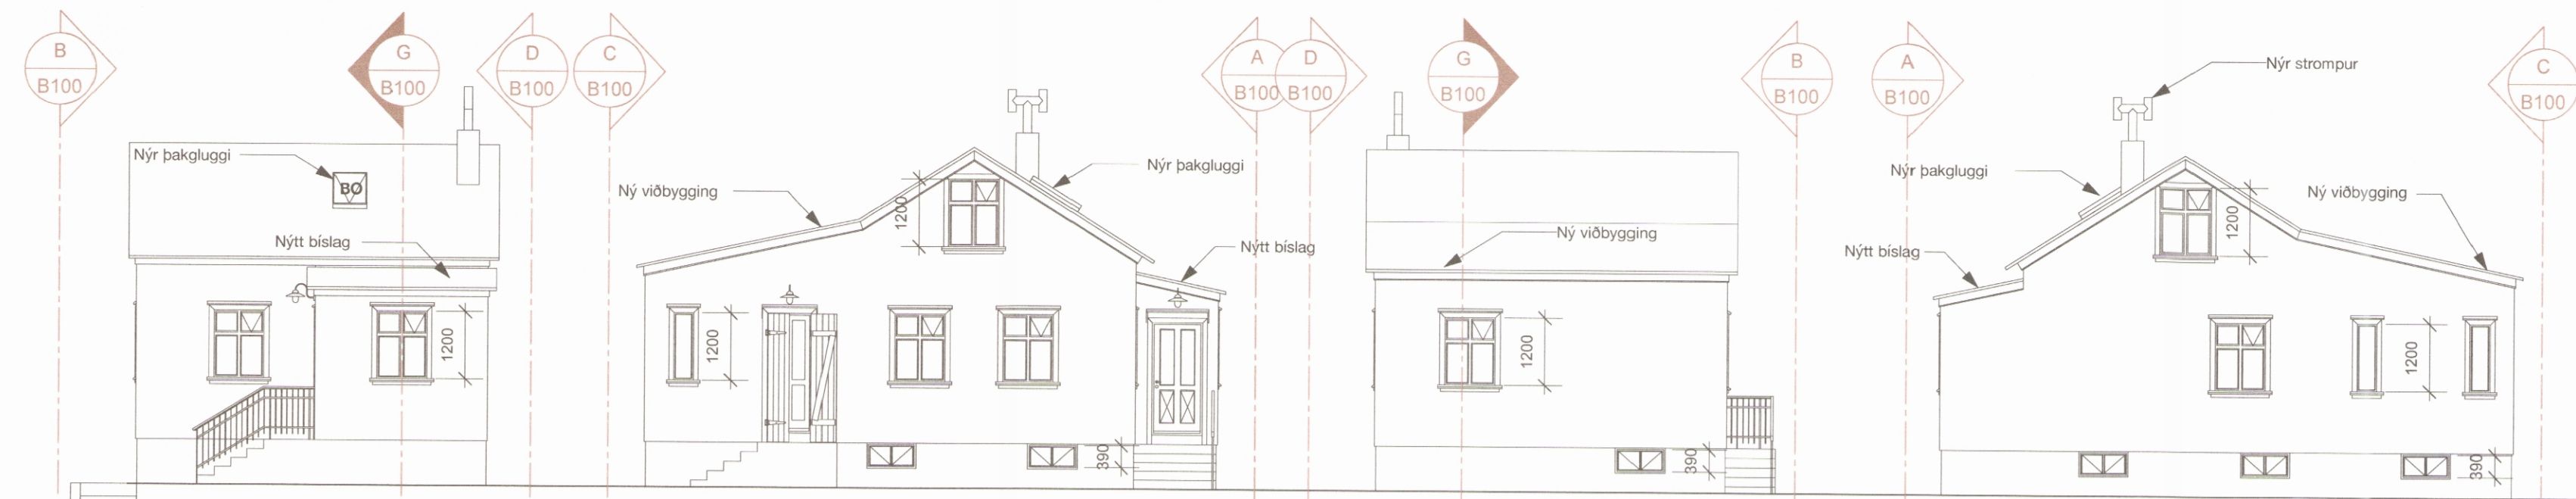 B
B100
G
B100
D
B100
C
B100
A
B100
D
B100
G
B100
B
B100
A
B100
C
B100
Nýr þakgluggi
BO
Nýtt bíslag
1200
Ný viðbygging
1200
Nýr þakgluggi
Nýtt bíslag
1200
390
Ný viðbygging
1200
390
Nýr strompur
Nýr þakgluggi
Ný viðbygging
1200
Nýtt bíslag
1200
390